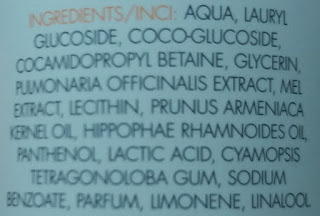 INGREDIENTS/INCI: AQUA, LAURYL
GLUCOSIDE, COCO-GLUCOSIDE,
COCAMIDOPROPYL BETAINE, GLYCERIN,
PULMONARIA OFFICINALIS EXTRACT, MEL
EXTRACT, LECITHIN, PRUNUS ARMENIACA
KERNEL OIL, HIPPOPHAE RHAMNOIDES OIL,
PANTHENOL, LACTIC ACID, CYAMOPSIS
TETRAGONOLOBA GUM, SODIUM
BENZOATE, PARFUM, LIMONENE, LINALOOL.